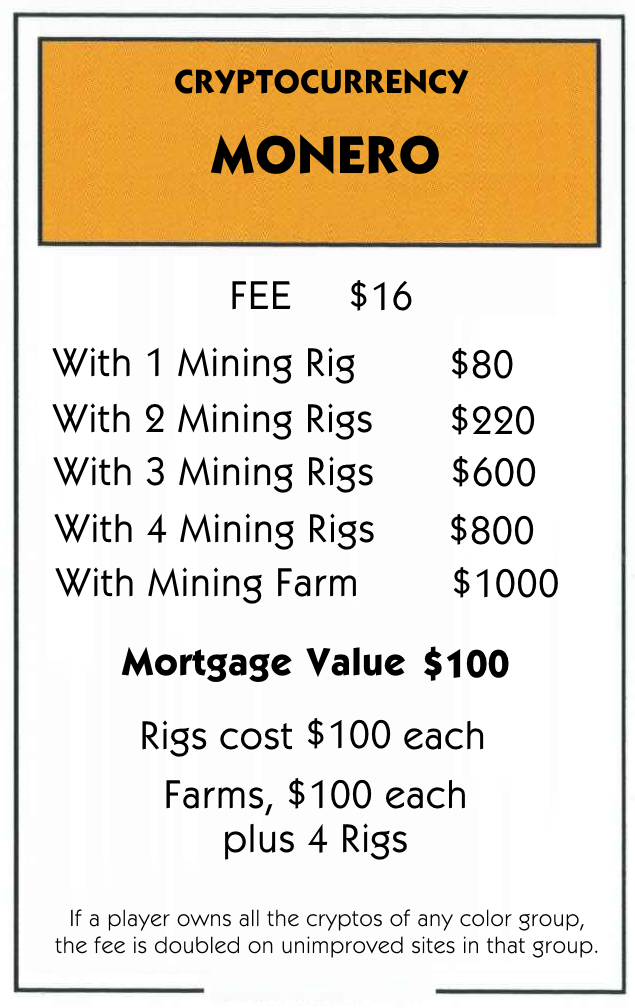 CRYPTOCURRENCY
MONERO
FEE $16
With 1 Mining Rig $80
With 2 Mining Rigs $220
With 3 Mining Rigs $600
With 4 Mining Rigs $800
With Mining Farm $1000
Mortgage Value $100
Rigs cost $100 each
Farms, $100 each
plus 4 Rigs
If a player owns all the cryptos of any color group,
the fee is doubled on unimproved sites in that group.